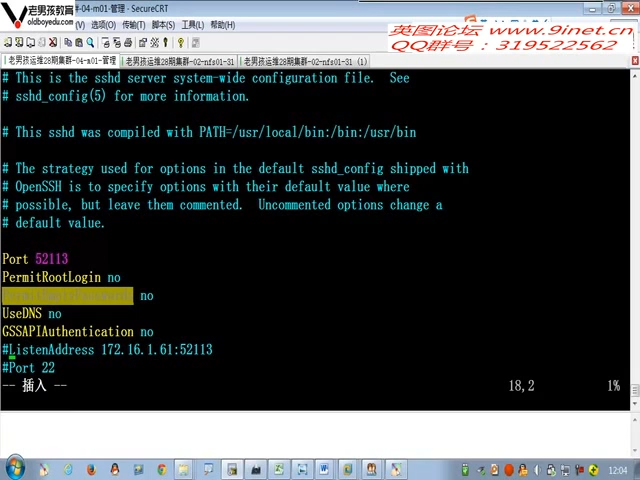 老男孩教育
oldboyedu.com
-04-m01-管理 - SecureCRT
英图论坛 www.9inet.cn
QQ群号: 319522562
(V) 选项(O) 传输(T) 脚本(S) 工具(L) 帮助(H)
老男孩运维28期集群-04-m01-管理 老男孩运维28期集群-02-nfs01-31 老男孩运维28期集群-02-nfs01-31 (1)
# This is the sshd server system-wide configuration file.  See
# sshd_config(5) for more information.
# This sshd was compiled with PATH=/usr/local/bin:/bin:/usr/bin
# The strategy used for options in the default sshd_config shipped with
# OpenSSH is to specify options with their default value where
# possible, but leave them commented.  Uncommented options change a
# default value.
Port 52113
PermitRootLogin no
no
UseDNS no
GSSAPIAuthentication no
#ListenAddress 172.16.1.61:52113
#Port 22
-- 插入 -- 18,2 1%
12:04